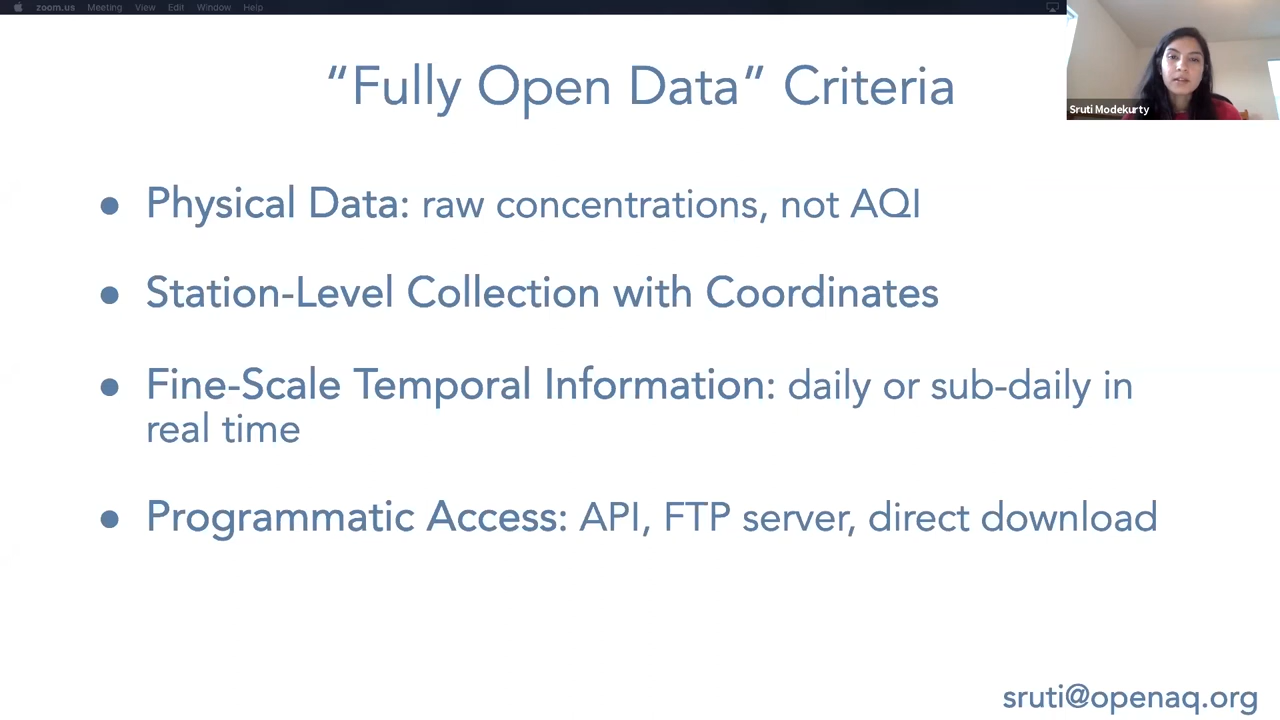 zoom.us Meeting View Edit Window Help
“Fully Open Data” Criteria
Sruti Modekurty
● Physical Data: raw concentrations, not AQI
● Station-Level Collection with Coordinates
● Fine-Scale Temporal Information: daily or sub-daily in
real time
● Programmatic Access: API, FTP server, direct download
sruti@openaq.org